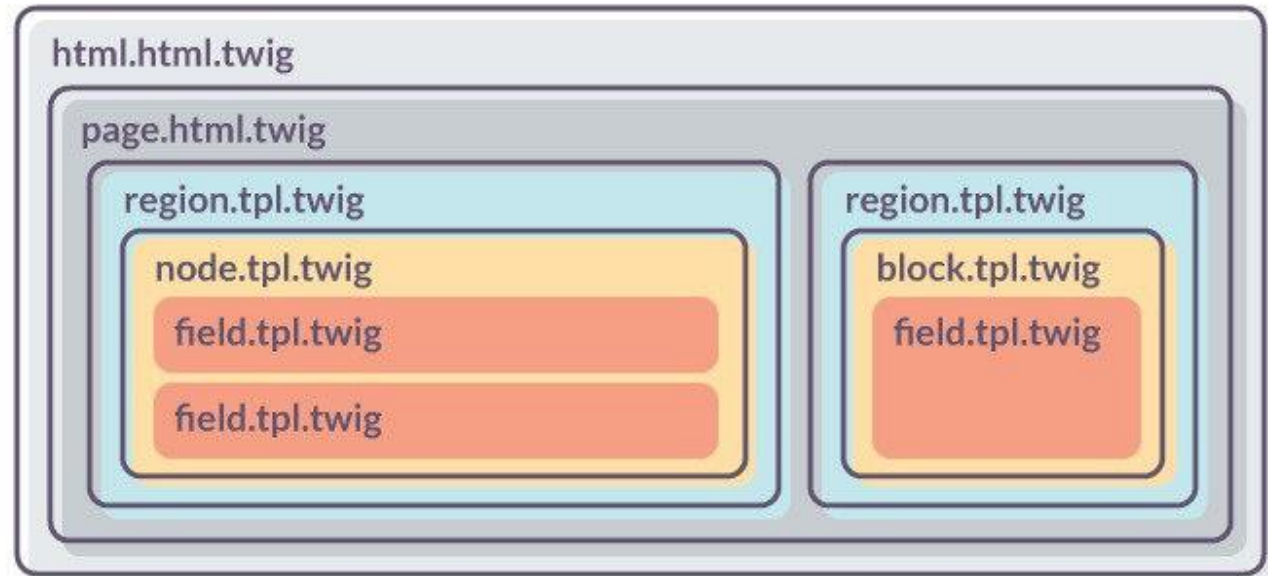 html.html.twig
page.html.twig
region.tpl.twig
node.tpl.twig
field.tpl.twig
field.tpl.twig
region.tpl.twig
block.tpl.twig
field.tpl.twig